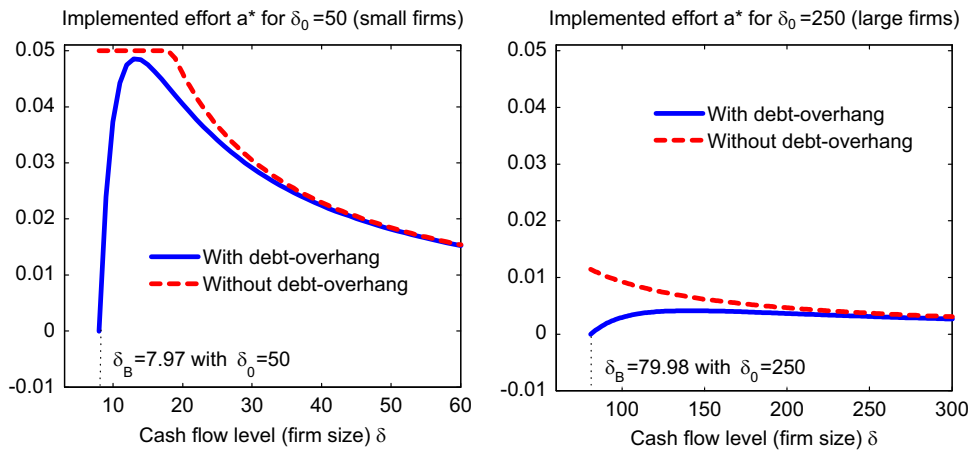 Implemented effort a* for δ0 =50 (small firms)
0.05
0.04
0.03
0.02
0.01
0
-0.01
With debt-overhang
Without debt-overhang
δB=7.97 with δ0=50
10 20 30 40 50 60
Cash flow level (firm size) δ
Implemented effort a* for δ0 =250 (large firms)
0.05
0.04
0.03
0.02
0.01
0
-0.01
With debt-overhang
Without debt-overhang
δB=79.98 with δ0=250
100 150 200 250 300
Cash flow level (firm size) δ